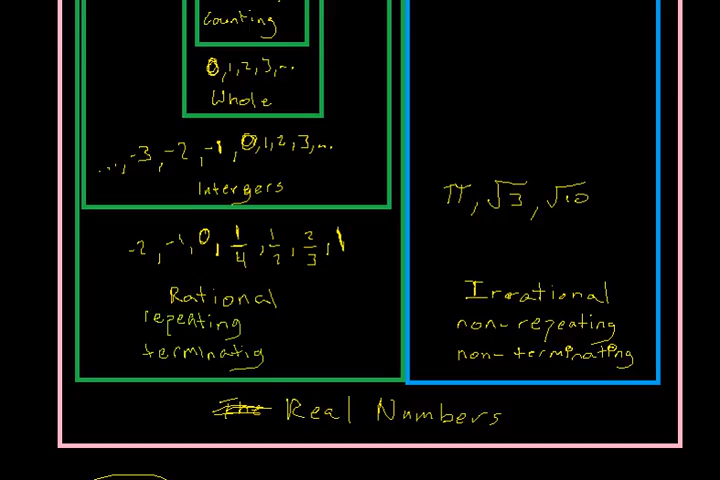 Counting
0,1,2,3,...
Whole
...,-3,-2,-1,0,1,2,3,...
Intergers
-2,-1,0,1/4,1/2,2/3,1
Rational
repeating
terminatig
π,√3,√10
Irrational
non-repeating
non-terminating
The Real Numbers